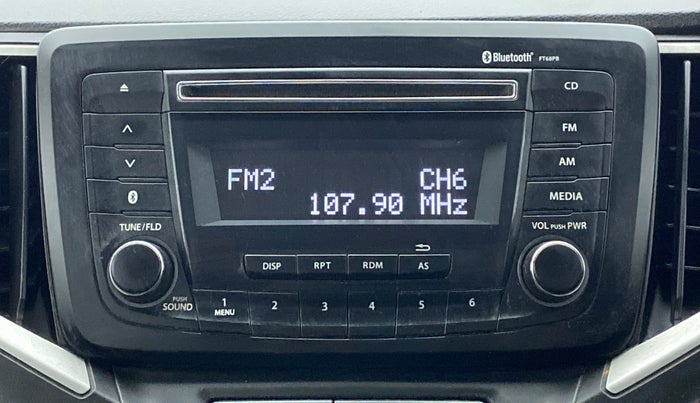 Bluetooth® FT68PB
CD
FM
AM
MEDIA
FM2 CH6
107.90 MHz
TUNE/FLD
VOL PUSH PWR
DISP RPT RDM AS
PUSH
SOUND
1 2 3 4 5 6
MENU